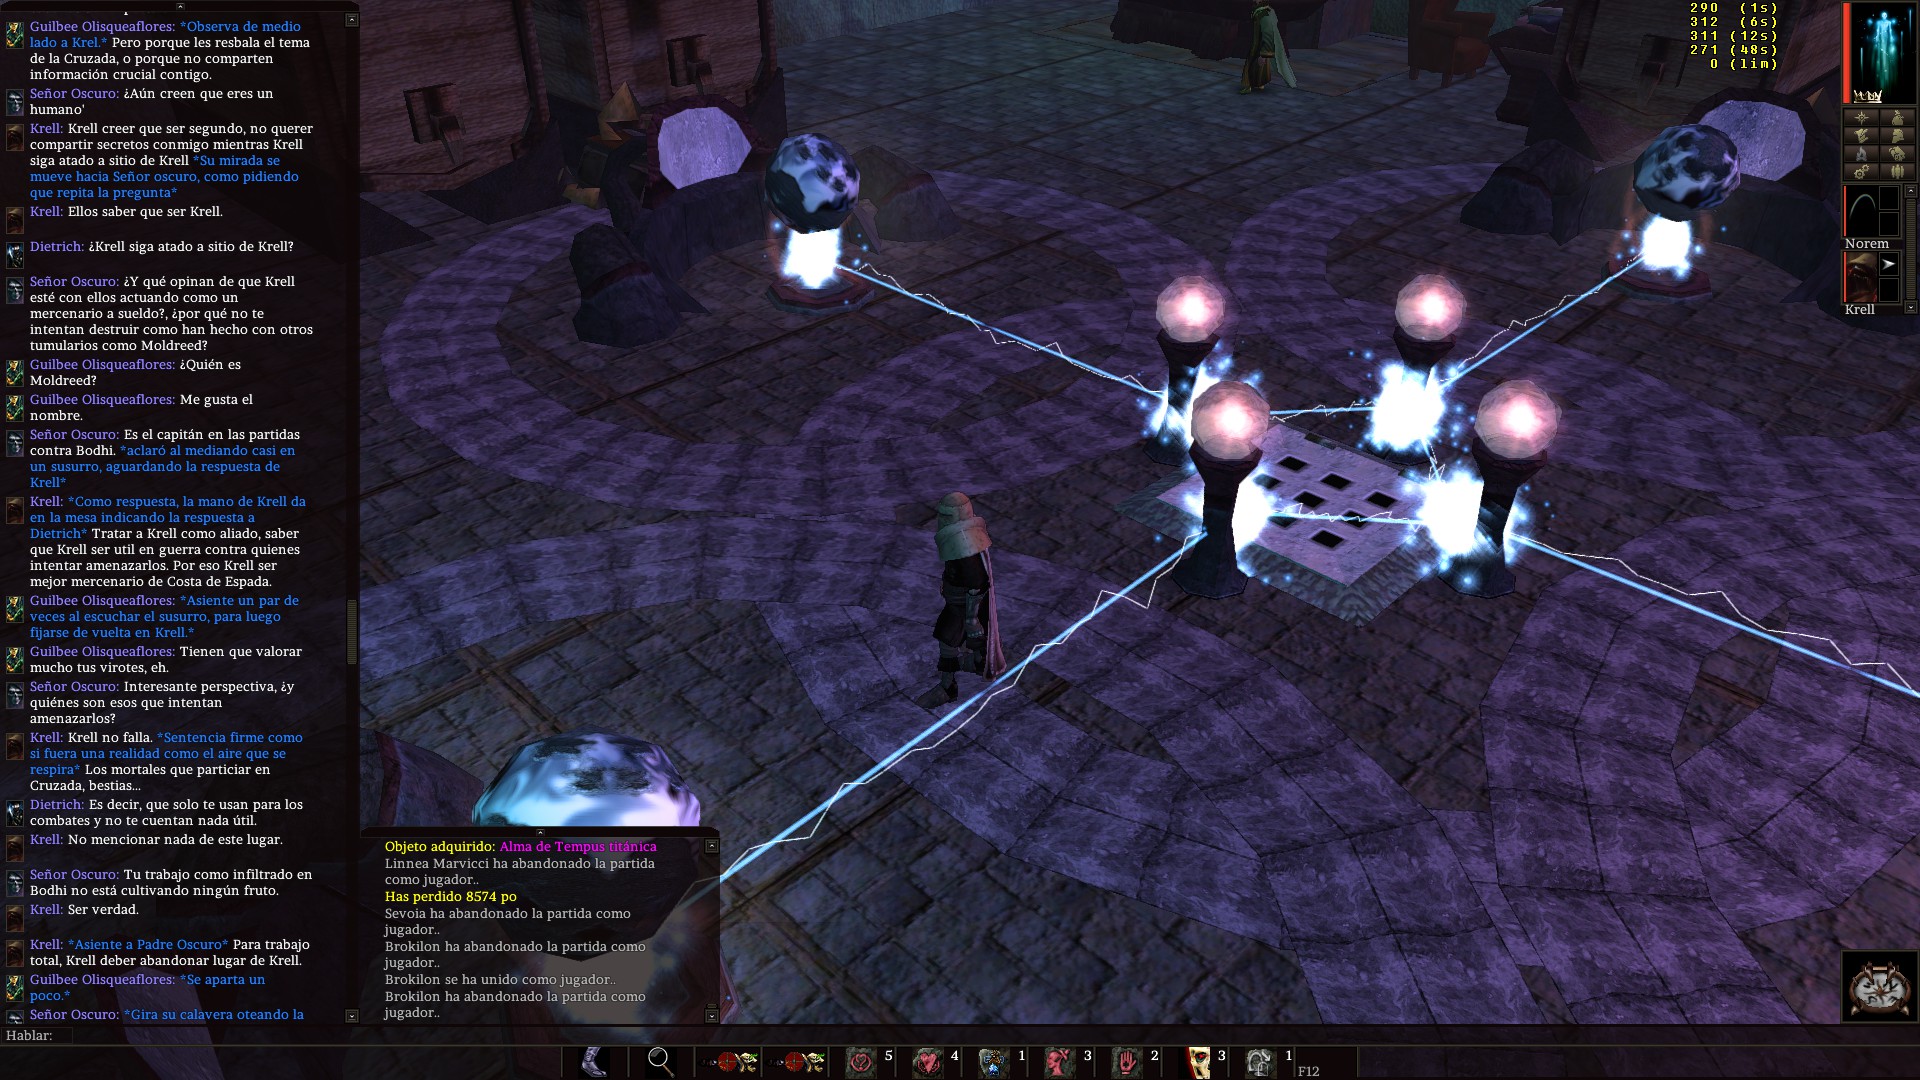 Guilbee Olisqueaflores: *Observa de medio
lado a Krel.* Pero porque les resbala el tema
de la Cruzada, o porque no comparten
información crucial contigo.
Señor Oscuro: ¿Aún creen que eres un
humano'
Krell: Krell creer que ser segundo, no querer
compartir secretos conmigo mientras Krell
siga atado a sitio de Krell *Su mirada se
mueve hacia Señor oscuro, como pidiendo
que repita la pregunta*
Krell: Ellos saber que ser Krell.
Dietrich: ¿Krell siga atado a sitio de Krell?
Señor Oscuro: ¿Y qué opinan de que Krell
esté con ellos actuando como un
mercenario a sueldo?, ¿por qué no te
intentan destruir como han hecho con otros
tumularios como Moldreed?
Guilbee Olisqueaflores: ¿Quién es
Moldreed?
Guilbee Olisqueaflores: Me gusta el
nombre.
Señor Oscuro: Es el capitán en las partidas
contra Bodhi. *aclaró al mediando casi en
un susurro, aguardando la respuesta de
Krell*
Krell: *Como respuesta, la mano de Krell da
en la mesa indicando la respuesta a
Dietrich* Tratar a Krell como aliado, saber
que Krell ser util en guerra contra quienes
intentar amenazarlos. Por eso Krell ser
mejor mercenario de Costa de Espada.
Guilbee Olisqueaflores: *Asiente un par de
veces al escuchar el susurro, para luego
fijarse de vuelta en Krell.*
Guilbee Olisqueaflores: Tienen que valorar
mucho tus virotes, eh.
Señor Oscuro: Interesante perspectiva, ¿y
quiénes son esos que intentan
amenazarlos?
Krell: Krell no falla. *Sentencia firme como
si fuera una realidad como el aire que se
respira* Los mortales que particiar en
Cruzada, bestias...
Dietrich: Es decir, que solo te usan para los
combates y no te cuentan nada útil.
Krell: No mencionar nada de este lugar.
Señor Oscuro: Tu trabajo como infiltrado en
Bodhi no está cultivando ningún fruto.
Krell: Ser verdad.
Krell: *Asiente a Padre Oscuro* Para trabajo
total, Krell deber abandonar lugar de Krell.
Guilbee Olisqueaflores: *Se aparta un
poco.*
Señor Oscuro: *Gira su calavera oteando la
Hablar:
Objeto adquirido: Alma de Tempus titánica
Linnea Marvicci ha abandonado la partida
como jugador..
Has perdido 8574 po
Sevoia ha abandonado la partida como
jugador..
Brokilon ha abandonado la partida como
jugador..
Brokilon se ha unido como jugador..
Brokilon ha abandonado la partida como
jugador..
290 (1s)
312 (6s)
311 (12s)
271 (48s)
0 (lim)
Norem
Krell
5 4 1 3 2 3 1
F12